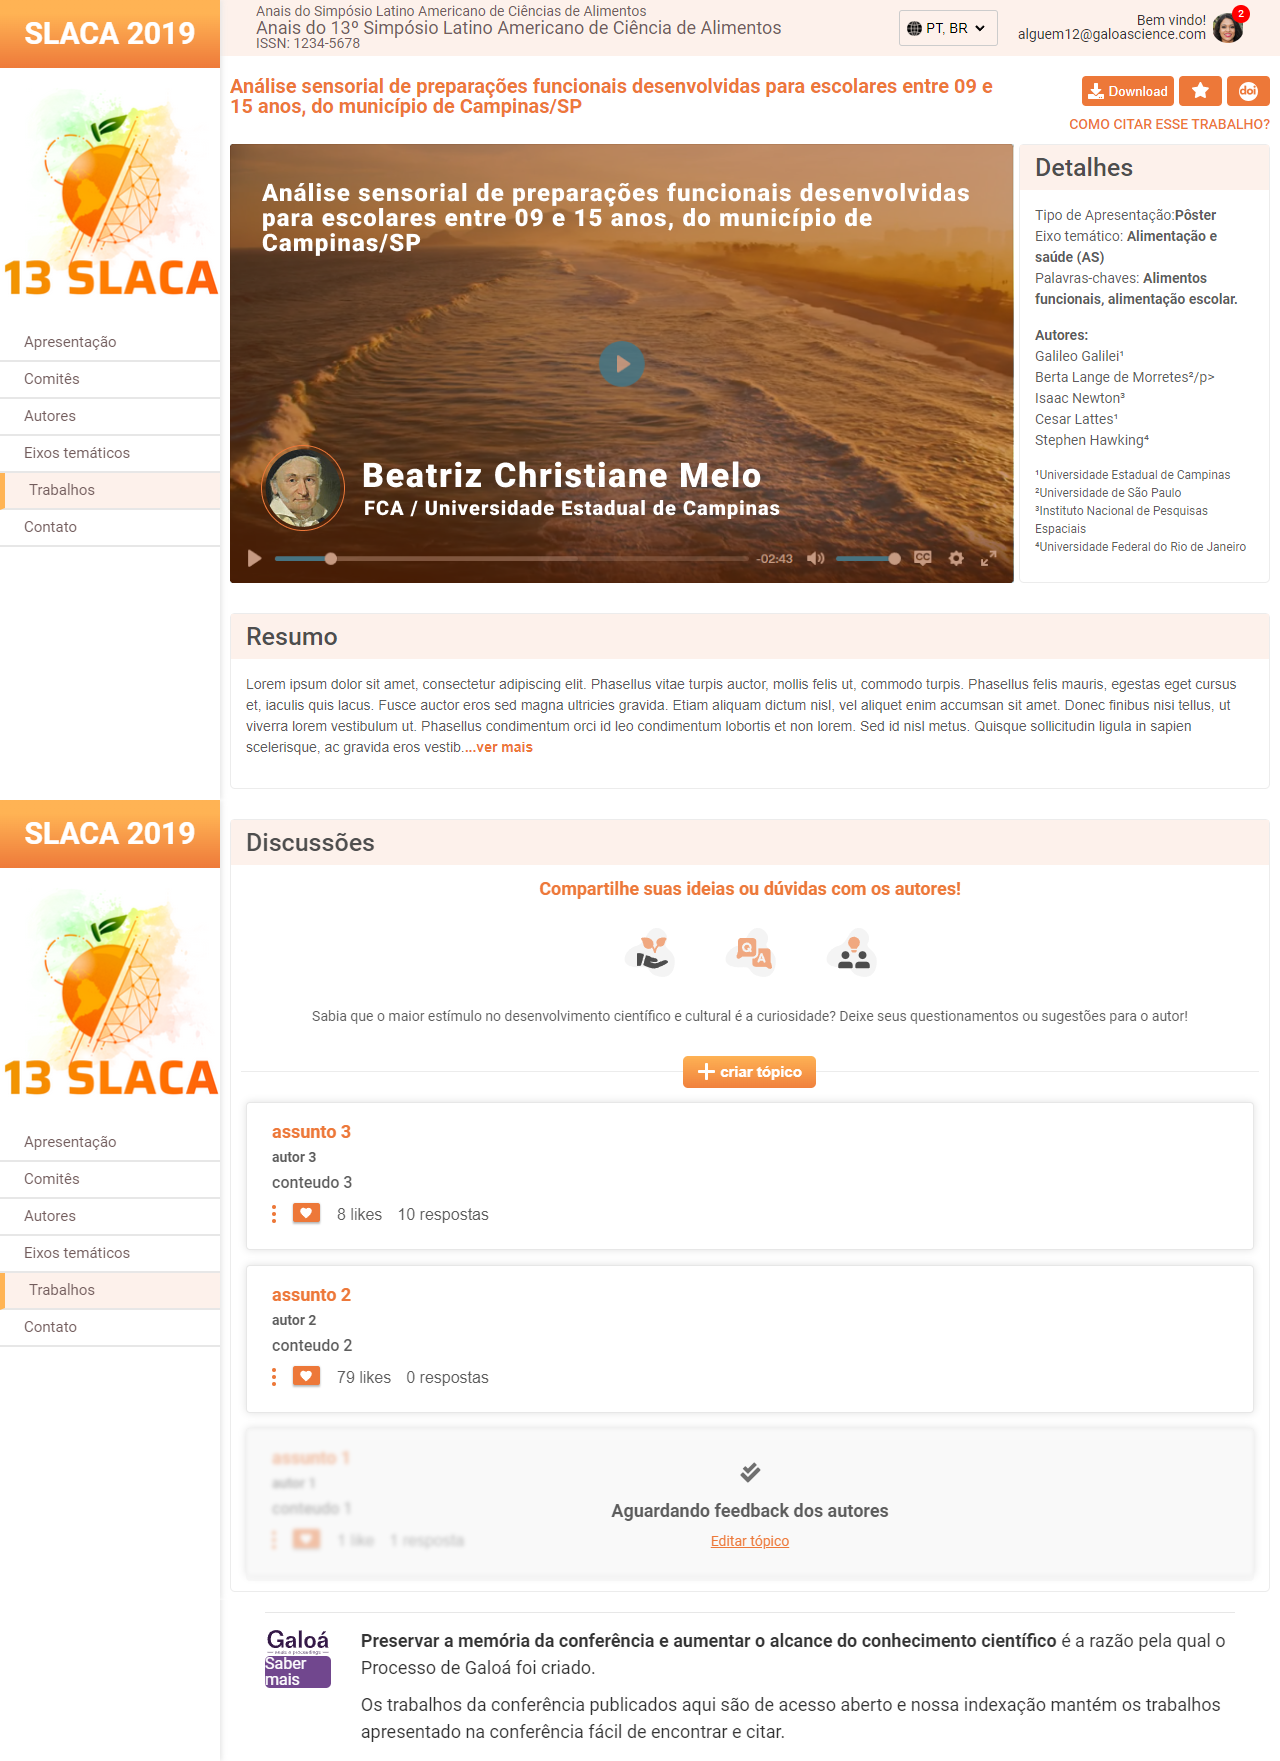 SLACA 2019
Anais do Simpósio Latino Americano de Ciências de Alimentos
Anais do 13º Simpósio Latino Americano de Ciência de Alimentos
ISSN: 1234-5678
PT, BR
Bem vindo!
alguem12@galoascience.com
2
13 SLACA
Apresentação
Comitês
Autores
Eixos temáticos
Trabalhos
Contato
Análise sensorial de preparações funcionais desenvolvidas para escolares entre 09 e
15 anos, do município de Campinas/SP
Download
doi
COMO CITAR ESSE TRABALHO?
Análise sensorial de preparações funcionais desenvolvidas
para escolares entre 09 e 15 anos, do município de
Campinas/SP
Beatriz Christiane Melo
FCA / Universidade Estadual de Campinas
-02:43
CC
Detalhes
Tipo de Apresentação:Pôster
Eixo temático: Alimentação e
saúde (AS)
Palavras-chaves: Alimentos
funcionais, alimentação escolar.
Autores:
Galileo Galilei¹
Berta Lange de Morretes²/p>
Isaac Newton³
Cesar Lattes¹
Stephen Hawking⁴
¹Universidade Estadual de Campinas
²Universidade de São Paulo
³Instituto Nacional de Pesquisas
Espaciais
⁴Universidade Federal do Rio de Janeiro
Resumo
Lorem ipsum dolor sit amet, consectetur adipiscing elit. Phasellus vitae turpis auctor, mollis felis ut, commodo turpis. Phasellus felis mauris, egestas eget cursus
et, iaculis quis lacus. Fusce auctor eros sed magna ultricies gravida. Etiam aliquam dictum nisl, vel aliquet enim accumsan sit amet. Donec finibus nisi tellus, ut
viverra lorem vestibulum ut. Phasellus condimentum orci id leo condimentum lobortis et non lorem. Sed id nisl metus. Quisque sollicitudin ligula in sapien
scelerisque, ac gravida eros vestib....ver mais
SLACA 2019
13 SLACA
Apresentação
Comitês
Autores
Eixos temáticos
Trabalhos
Contato
Discussões
Compartilhe suas ideias ou dúvidas com os autores!
Q
A
Sabia que o maior estímulo no desenvolvimento científico e cultural é a curiosidade? Deixe seus questionamentos ou sugestões para o autor!
criar tópico
assunto 3
autor 3
conteudo 3
8 likes 10 respostas
assunto 2
autor 2
conteudo 2
79 likes 0 respostas
assunto 1
autor 1
conteudo 1
1 like 1 resposta
Aguardando feedback dos autores
Editar tópico
Galoá
Saber
mais
Preservar a memória da conferência e aumentar o alcance do conhecimento científico é a razão pela qual o
Processo de Galoá foi criado.
Os trabalhos da conferência publicados aqui são de acesso aberto e nossa indexação mantém os trabalhos
apresentado na conferência fácil de encontrar e citar.